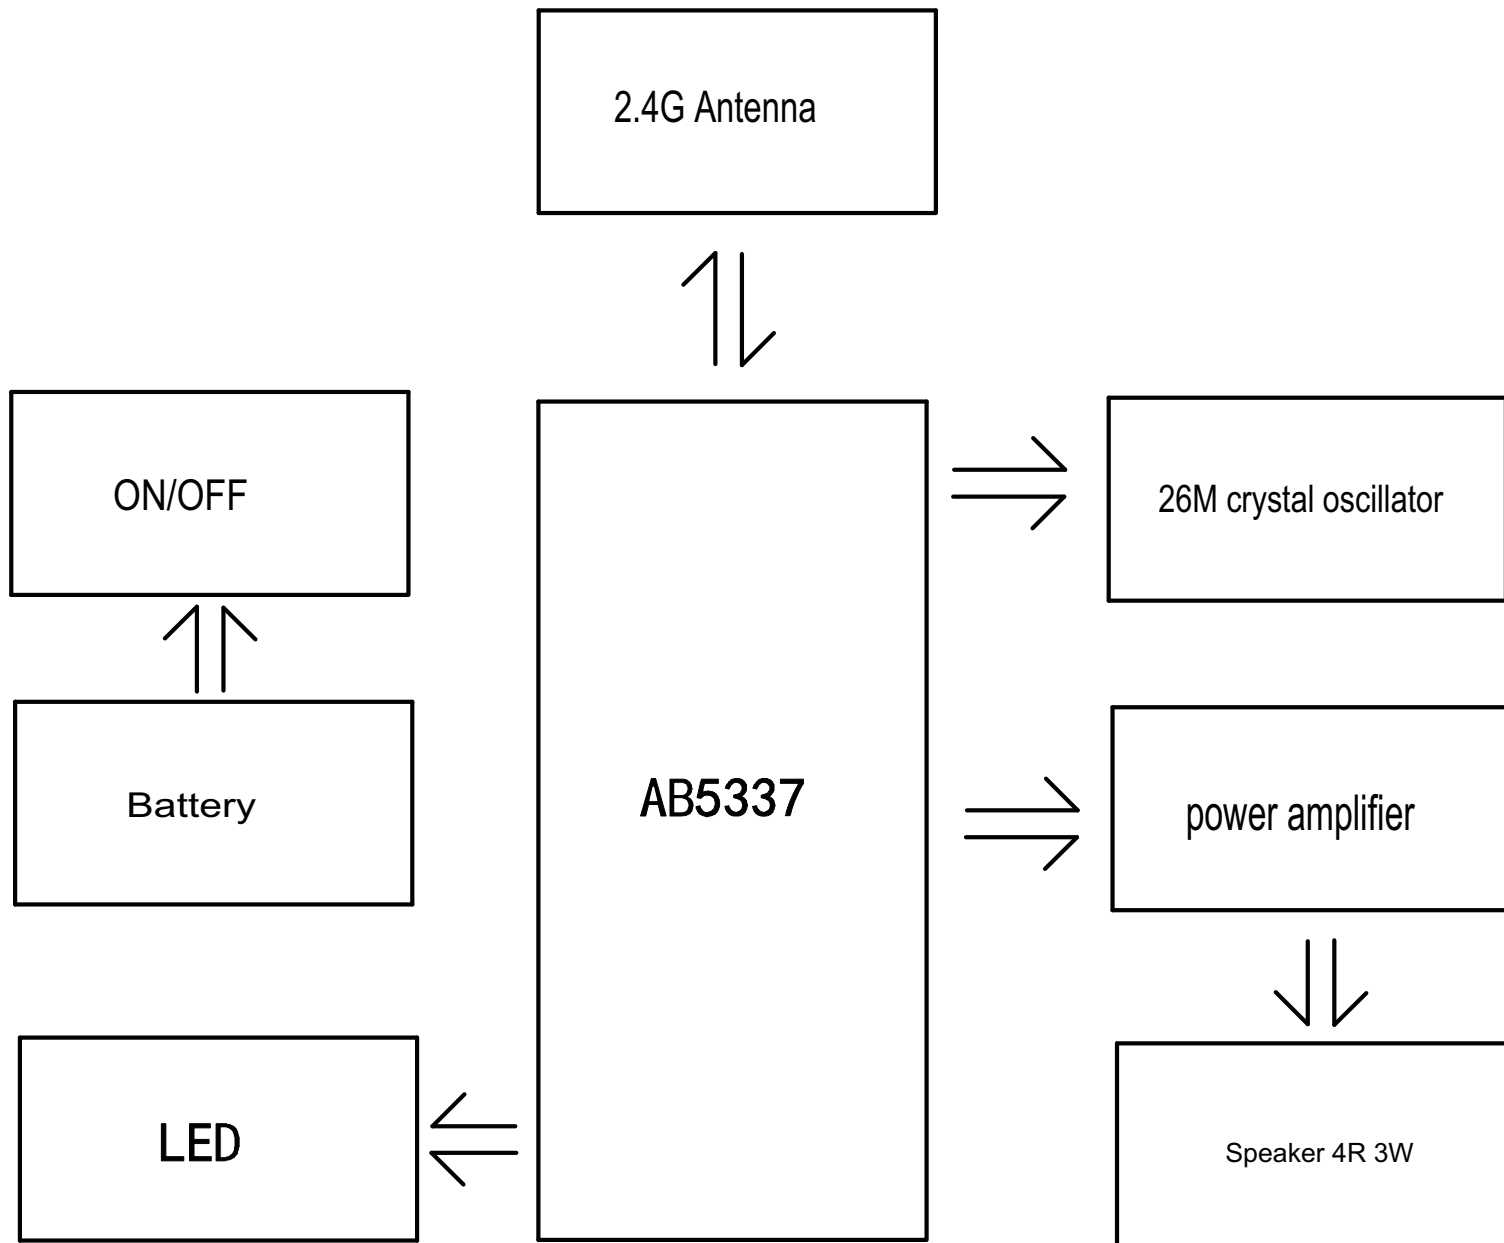 2.4G Antenna
ON/OFF
26M crystal oscillator
Battery
AB5337
power amplifier
LED
Speaker 4R 3W